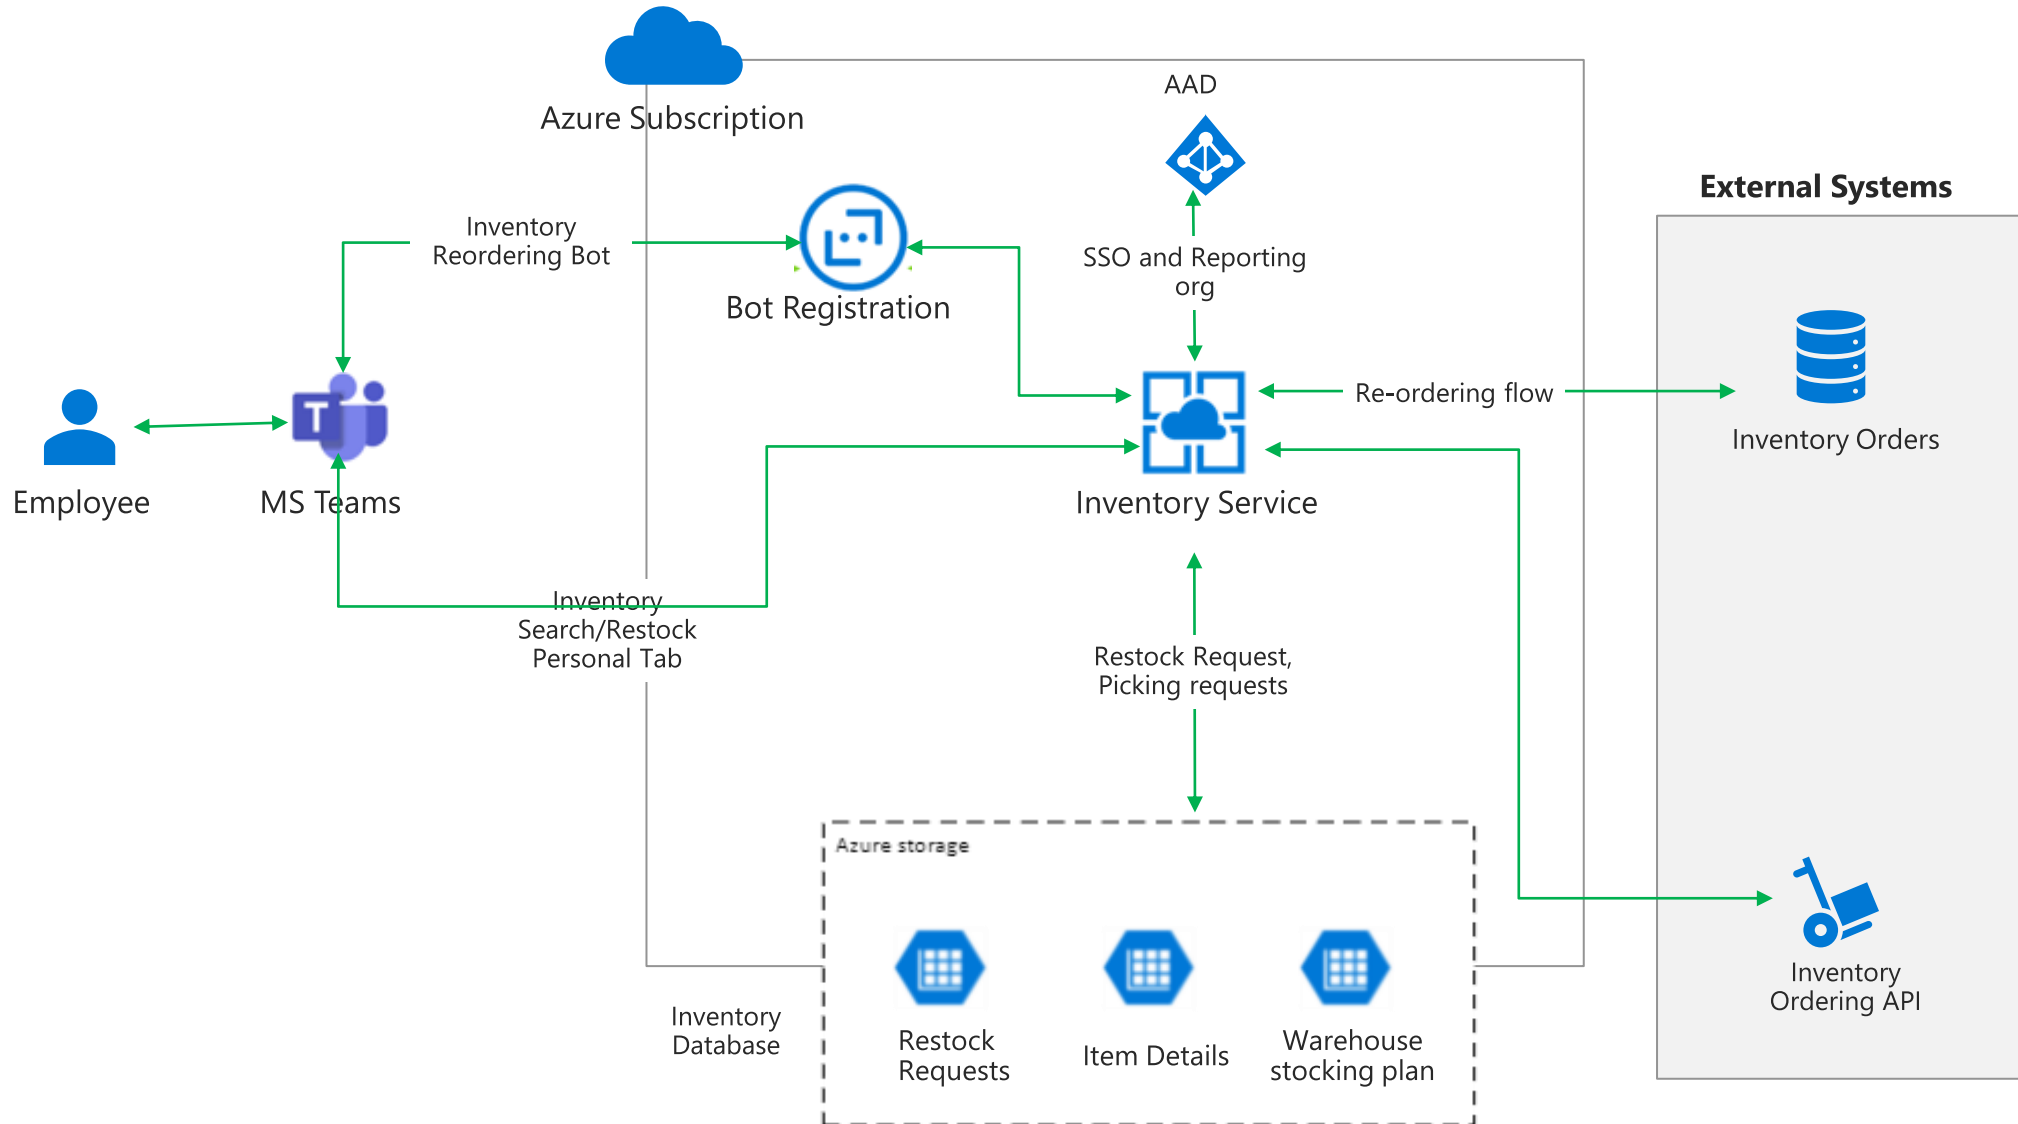 Azure Subscription
AAD
External Systems
Inventory
Reordering Bot
Bot Registration
SSO and Reporting
org
Re-ordering flow
Inventory Orders
Employee
T
MS Teams
Inventory Service
Inventory
Search/Restock
Personal Tab
Restock Request,
Picking requests
Azure storage
Inventory
Ordering API
Inventory
Database
Restock
Requests
Item Details
Warehouse
stocking plan